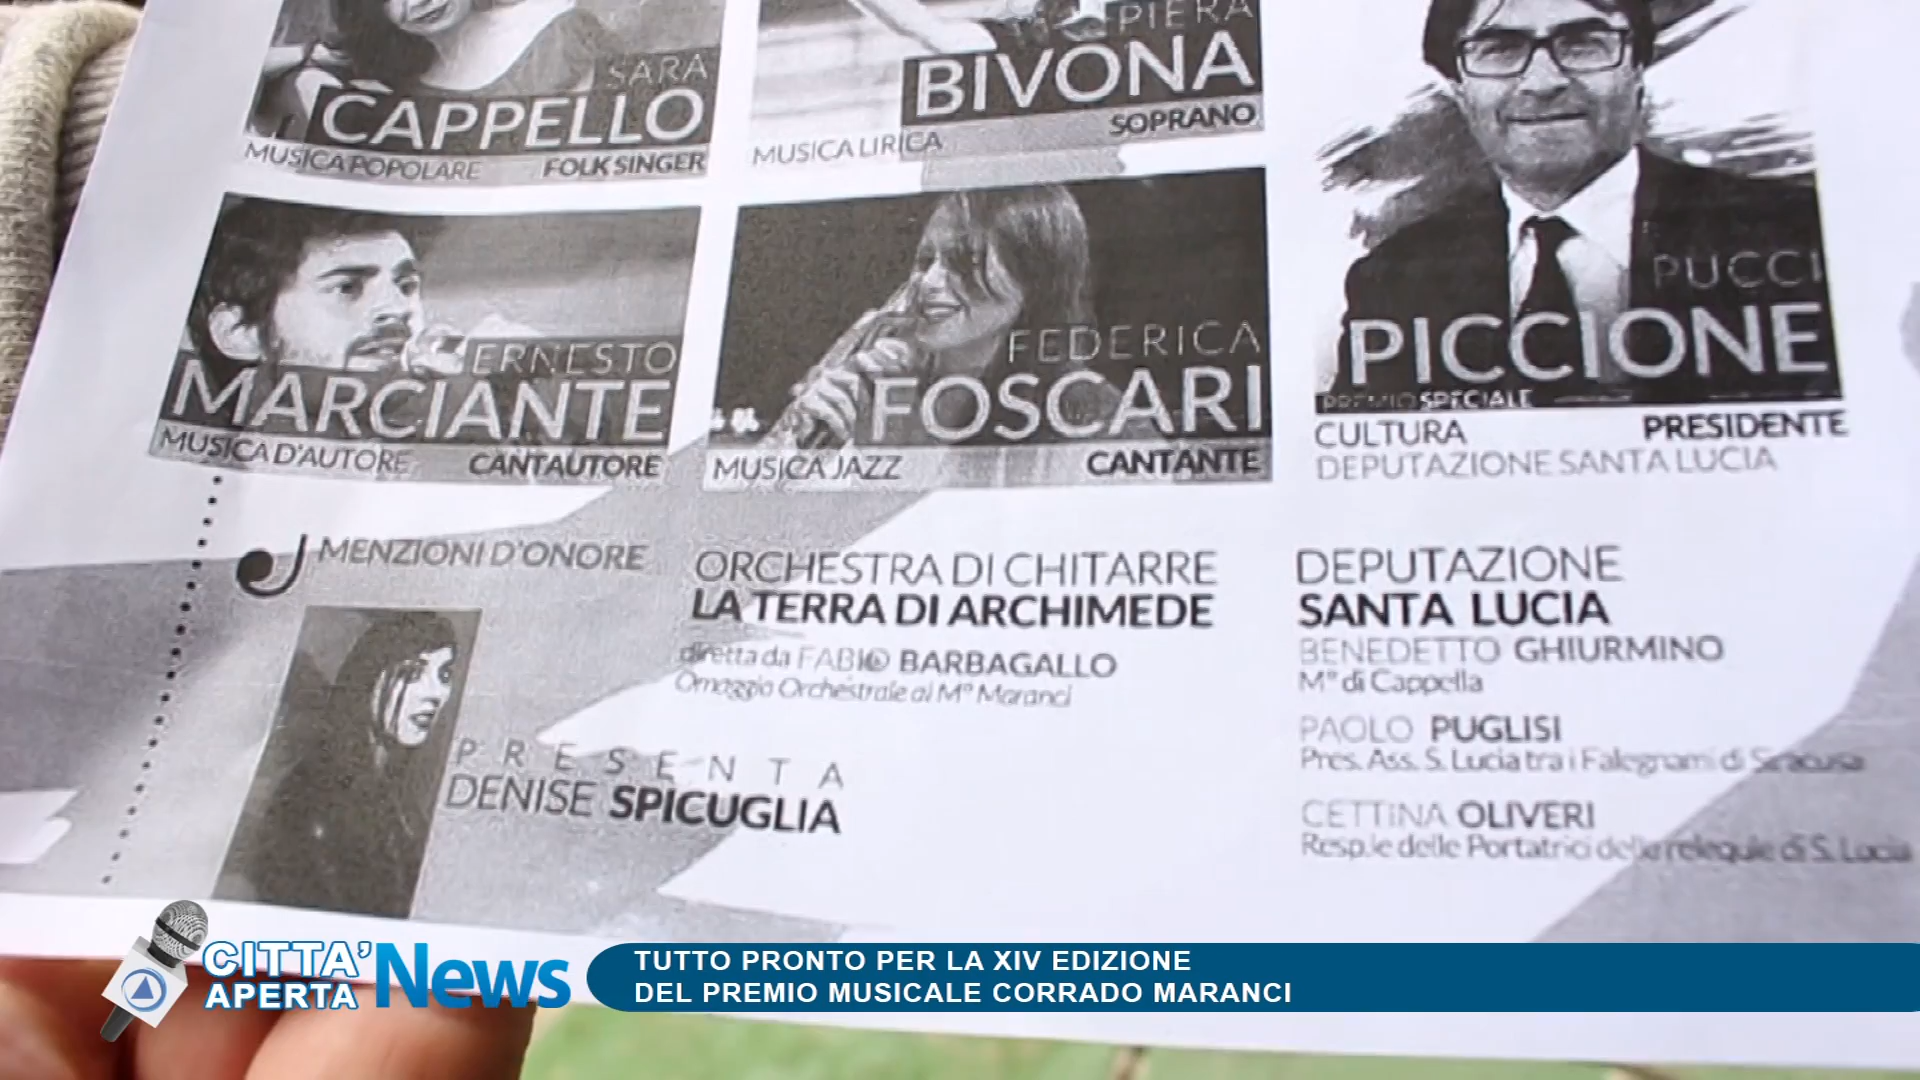 SARA
CAPPELLO
MUSICA POPOLARE FOLK SINGER
PIERA
BIVONA
SOPRANO
MUSICA LIRICA
ERNESTO
MARCIANTE
MUSICA D'AUTORE CANTAUTORE
FEDERICA
FOSCARI
MUSICA JAZZ CANTANTE
PUCCI
PICCIONE
PREMIO SPECIALE
CULTURA PRESIDENTE
DEPUTAZIONE SANTA LUCIA
MENZIONI D'ONORE
PRESENTA
DENISE SPICUGLIA
ORCHESTRA DI CHITARRE
LA TERRA DI ARCHIMEDE
diretta da FABIO BARBAGALLO
Omaggio Orchestrale al M° Maranci
DEPUTAZIONE
SANTA LUCIA
BENEDETTO GHIURMINO
M° di Cappella
PAOLO PUGLISI
Pres. Ass. S. Lucia tra i Falegnami di Siracusa
CETTINA OLIVERI
Resp.le delle Portatrici delle reliquie di S. Lucia
CITTA' APERTA News
TUTTO PRONTO PER LA XIV EDIZIONE
DEL PREMIO MUSICALE CORRADO MARANCI